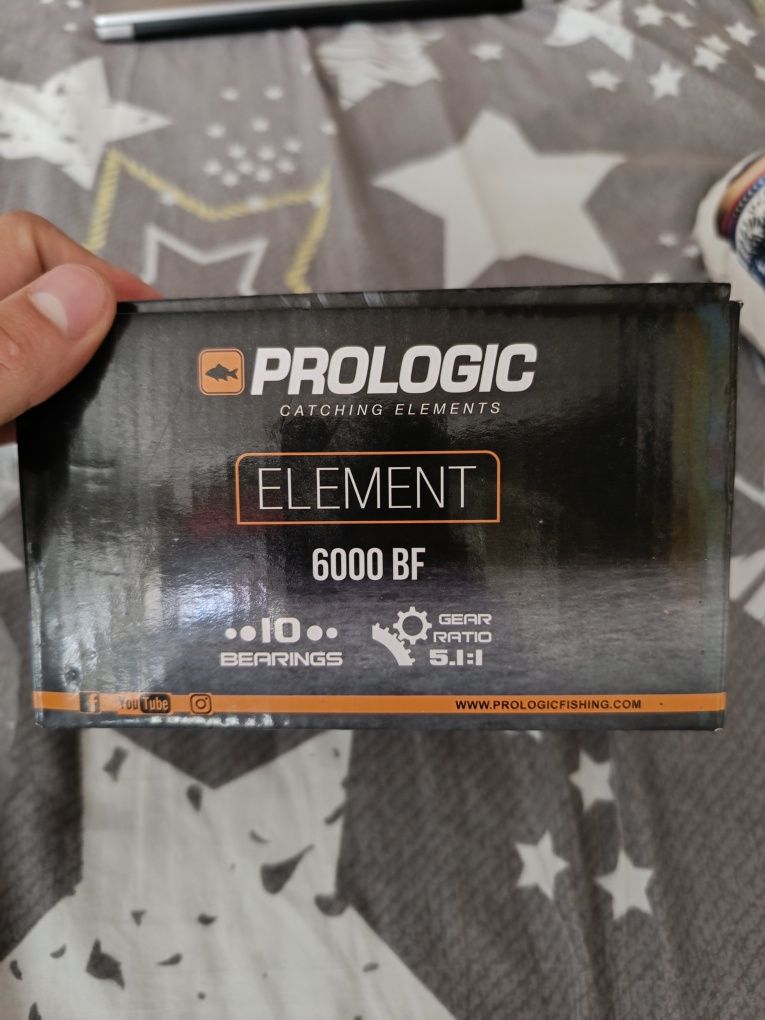 PROLOGIC
CATCHING ELEMENTS
ELEMENT
6000 BF
10
BEARINGS
GEAR
RATIO
5.1:1
f YouTube
WWW.PROLOGICFISHING.COM